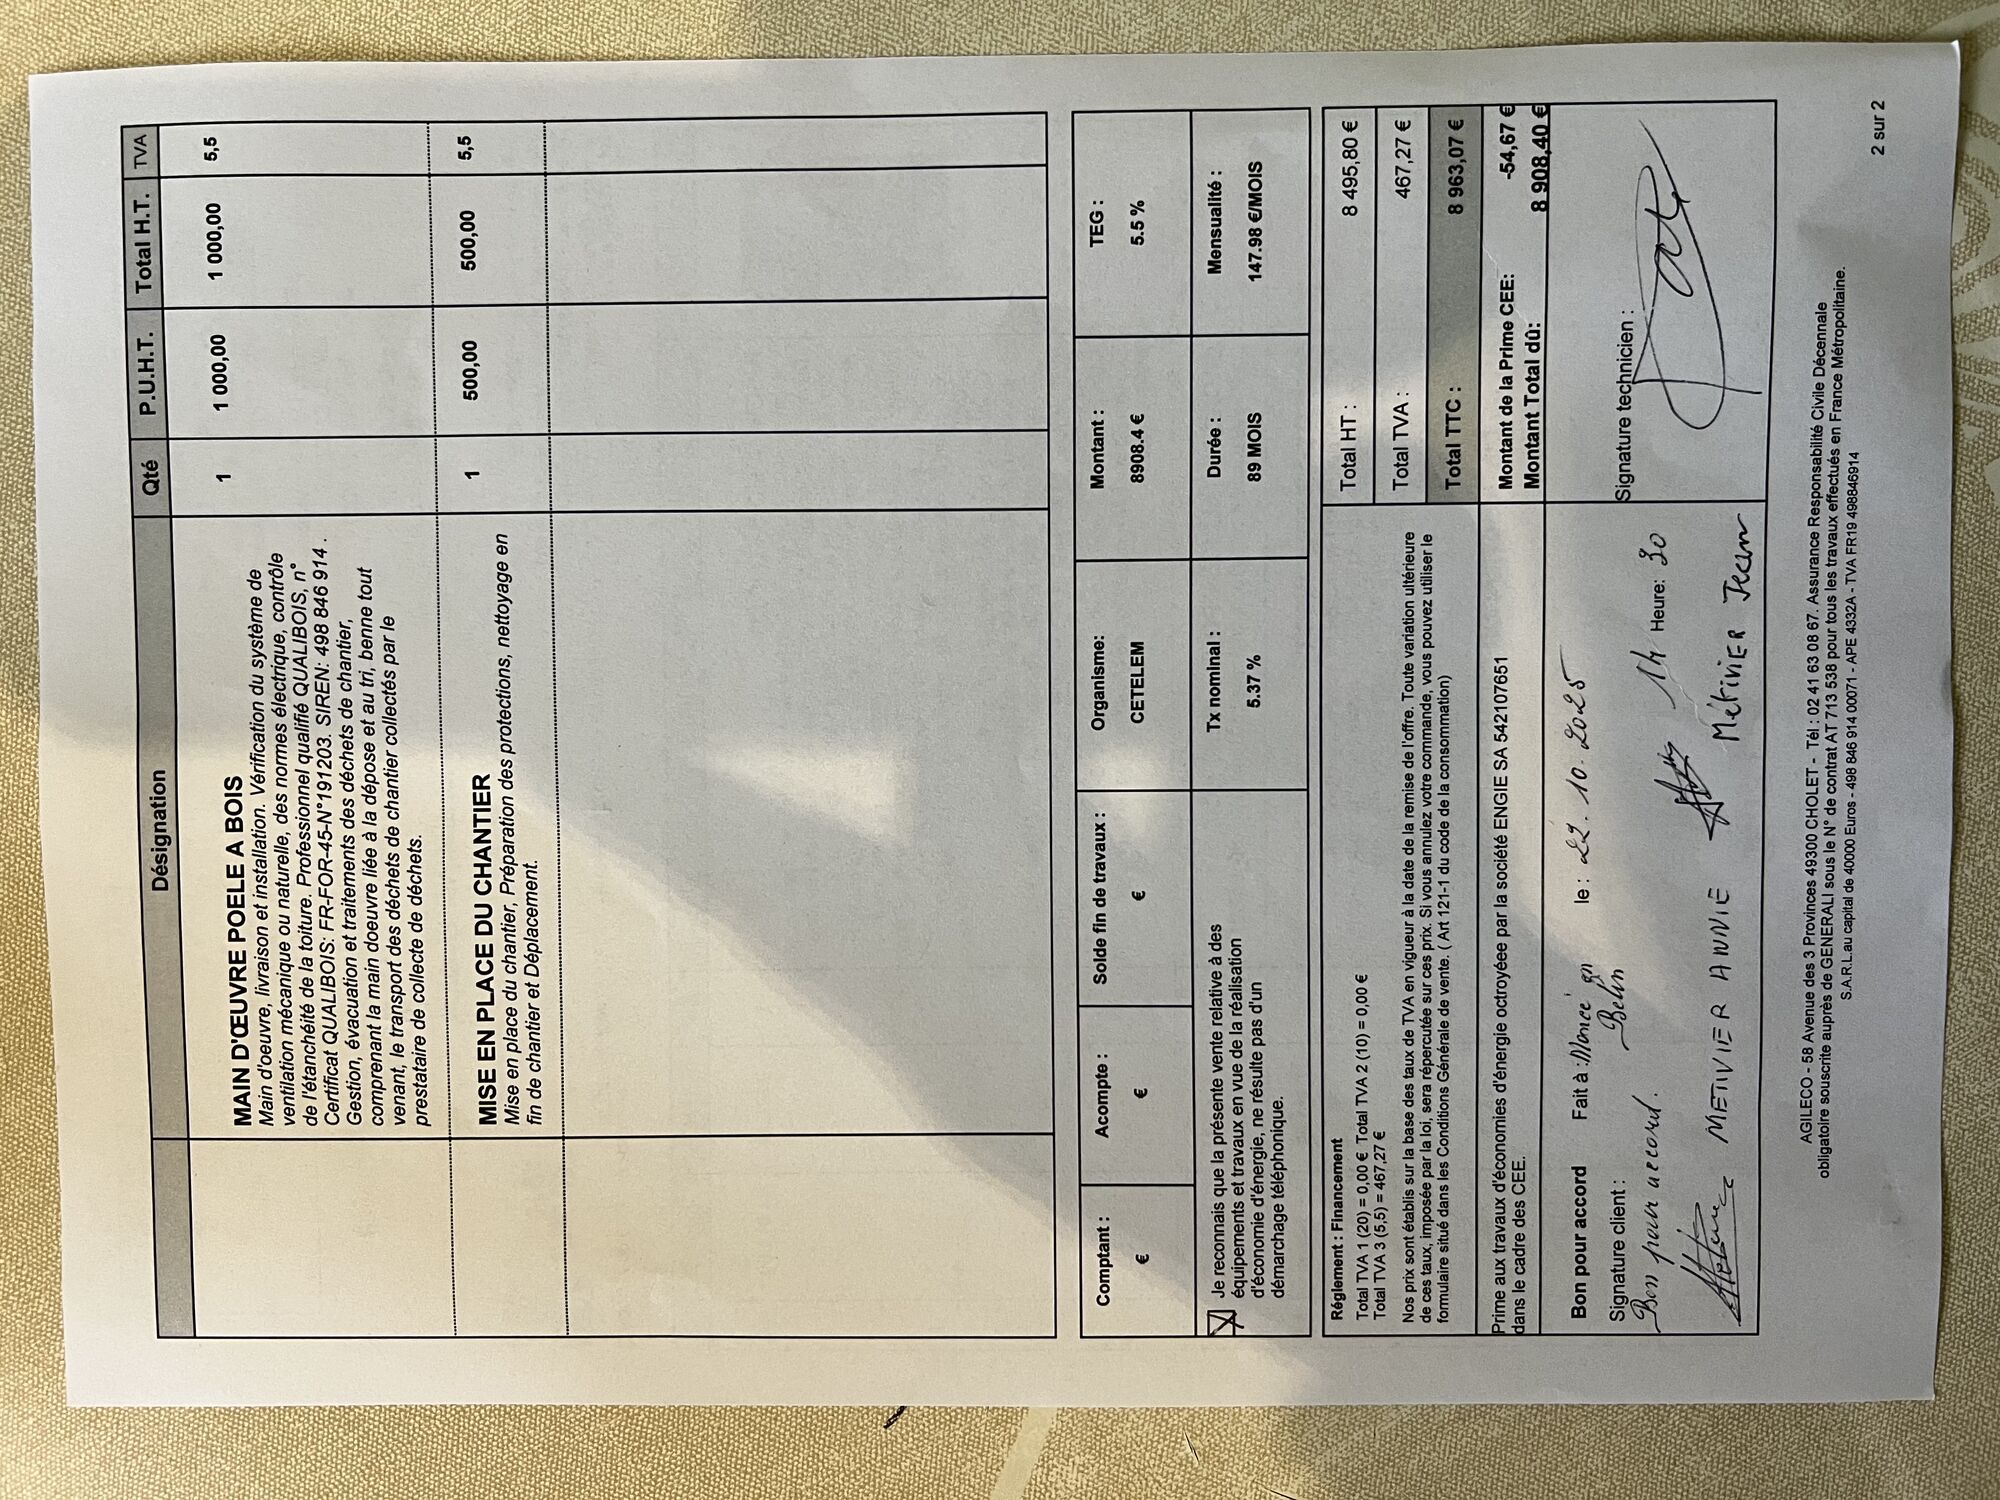 Désignation Qté P.U.H.T. Total H.T. TVA
MAIN D'ŒUVRE POELE A BOIS 1 1 000,00 1 000,00 5,5
Main d'oeuvre, livraison et installation. Vérification du système de
ventilation mécanique ou naturelle, des normes électrique, contrôle
de l'étanchéité de la toiture. Professionnel qualifié QUALIBOIS, n°
Certificat QUALIBOIS: FR-FOR-45-N°191203. SIREN: 498 846 914 .
Gestion, évacuation et traitements des déchets de chantier,
comprenant la main doeuvre liée à la dépose et au tri, benne tout
venant, le transport des déchets de chantier collectés par le
prestataire de collecte de déchets.
MISE EN PLACE DU CHANTIER 1 500,00 500,00 5,5
Mise en place du chantier, Préparation des protections, nettoyage en
fin de chantier et Déplacement.
Comptant : Acompte : Solde fin de travaux : Organisme: Montant : TEG :
€ € € CETELEM 8908.4 € 5.5 %
Je reconnais que la présente vente relative à des
équipements et travaux en vue de la réalisation
d'économie d'énergie, ne résulte pas d'un
démarchage téléphonique.
Tx nominal : Durée : Mensualité :
5.37 % 89 MOIS 147.98 €/MOIS
Réglement : Financement
Total TVA 1 (20) = 0,00 € Total TVA 2 (10) = 0,00 €
Total TVA 3 (5,5) = 467,27 €
Nos prix sont établis sur la base des taux de TVA en vigueur à la date de la remise de l'offre. Toute variation ultérieure
de ces taux, imposée par la loi, sera répercutée sur ces prix. Si vous annulez votre commande, vous pouvez utiliser le
formulaire situé dans les Conditions Générale de vente. ( Art 121-1 du code de la consommation)
Total HT : 8 495,80 €
Total TVA : 467,27 €
Total TTC : 8 963,07 €
Prime aux travaux d'économies d'énergie octroyéee par la société ENGIE SA 542107651
dans le cadre des CEE.
Montant de la Prime CEE: -54,67 €
Montant Total dû: 8 908,40 €
Bon pour accord Fait à : Moncé en Belin le : 22.10.2025
Signature client : 14 Heure: 30
Bon pour accord.
METIVIER ANNIE Métivier Jean
Signature technicien :
AGILECO - 58 Avenue des 3 Provinces 49300 CHOLET - Tél : 02 41 63 08 67. Assurance Responsabilité Civile Décennale
obligatoire souscrite auprès de GENERALI sous le N° de contrat AT 713 538 pour tous les travaux effectués en France Métropolitaine.
S.A.R.L.au capital de 40000 Euros - 498 846 914 00071 - APE 4332A - TVA FR19 498846914
2 sur 2